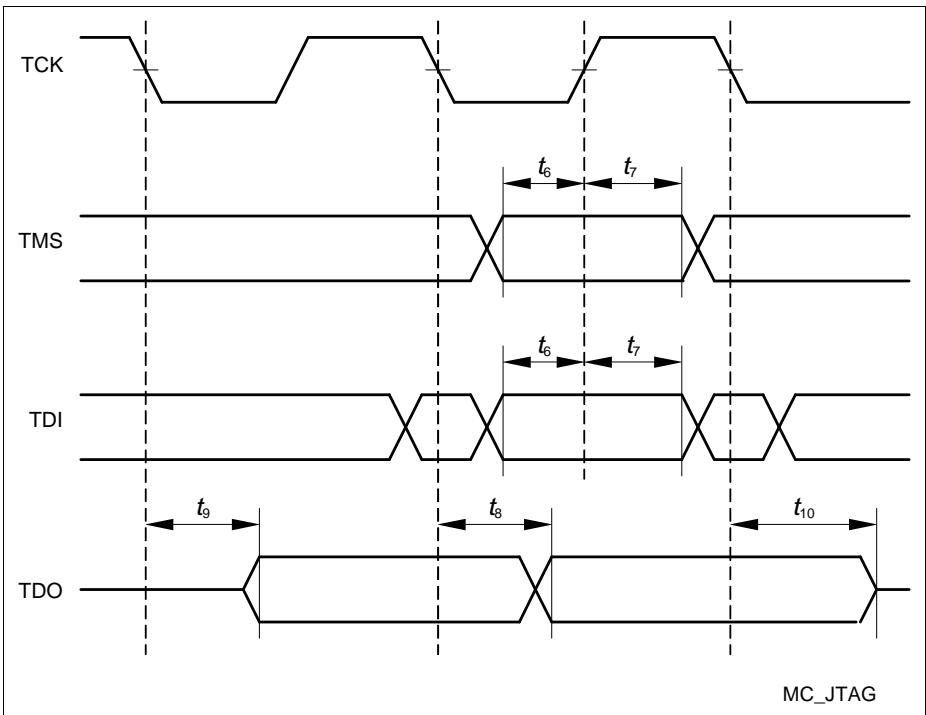 TCK
t6 t7
TMS
t6 t7
TDI
t9 t8 t10
TDO
MC_JTAG